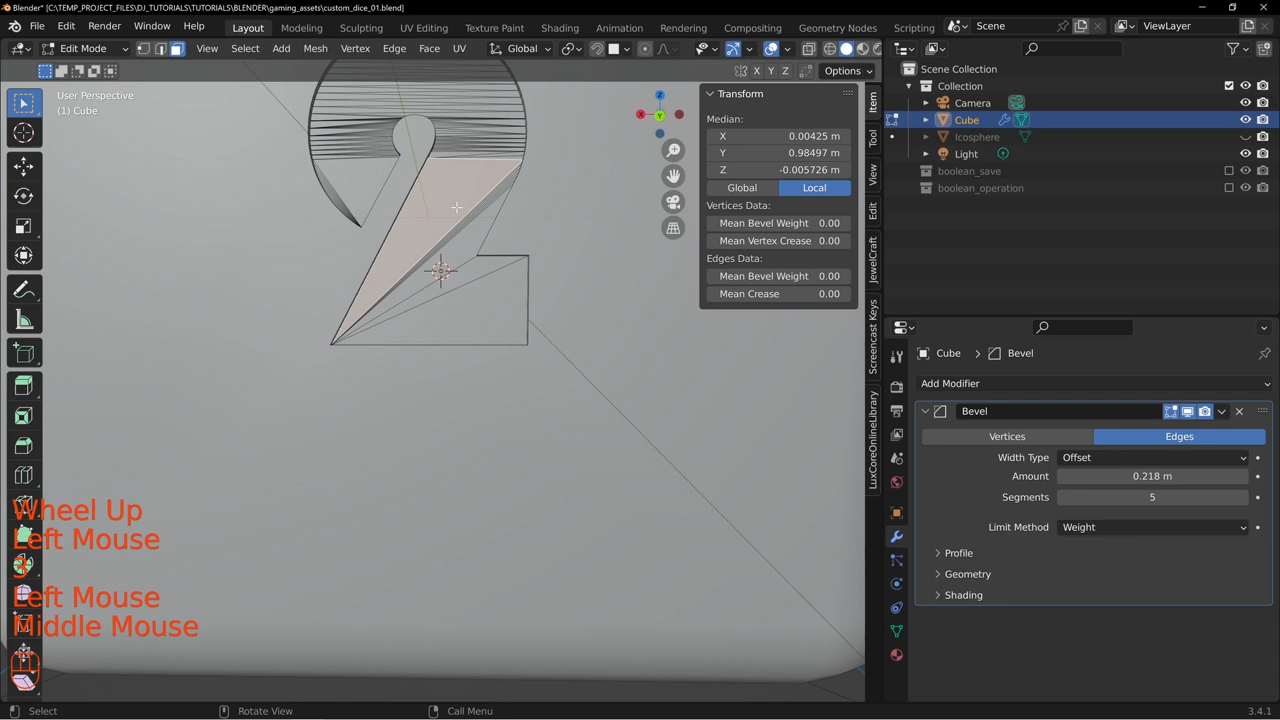 Blender* [C:\TEMP_PROJECT_FILES\DJ_TUTORIALS\TUTORIALS\BLENDER\gaming_assets\custom_dice_01.blend]
File Edit Render Window Help Layout Modeling Sculpting UV Editing Texture Paint Shading Animation Rendering Compositing Geometry Nodes Scripting Scene ViewLayer
Edit Mode View Select Add Mesh Vertex Edge Face UV Global
X Y Z Options
User Perspective
(1) Cube
Transform
Median:
X 0.00425 m
Y 0.98497 m
Z -0.005726 m
Global Local
Vertices Data:
Mean Bevel Weight 0.00
Mean Vertex Crease 0.00
Edges Data:
Mean Bevel Weight 0.00
Mean Crease 0.00
Item
Tool
View
Edit
JewelCraft
Screencast Keys
LuxCoreOnlineLibrary
Scene Collection
Collection
Camera
Cube
Icosphere
Light
boolean_save
boolean_operation
Cube > Bevel
Add Modifier
Bevel
Vertices Edges
Width Type Offset
Amount 0.218 m
Segments 5
Limit Method Weight
Profile
Geometry
Shading
Wheel Up
Left Mouse
3
Left Mouse
Middle Mouse
Select Rotate View Call Menu 3.4.1